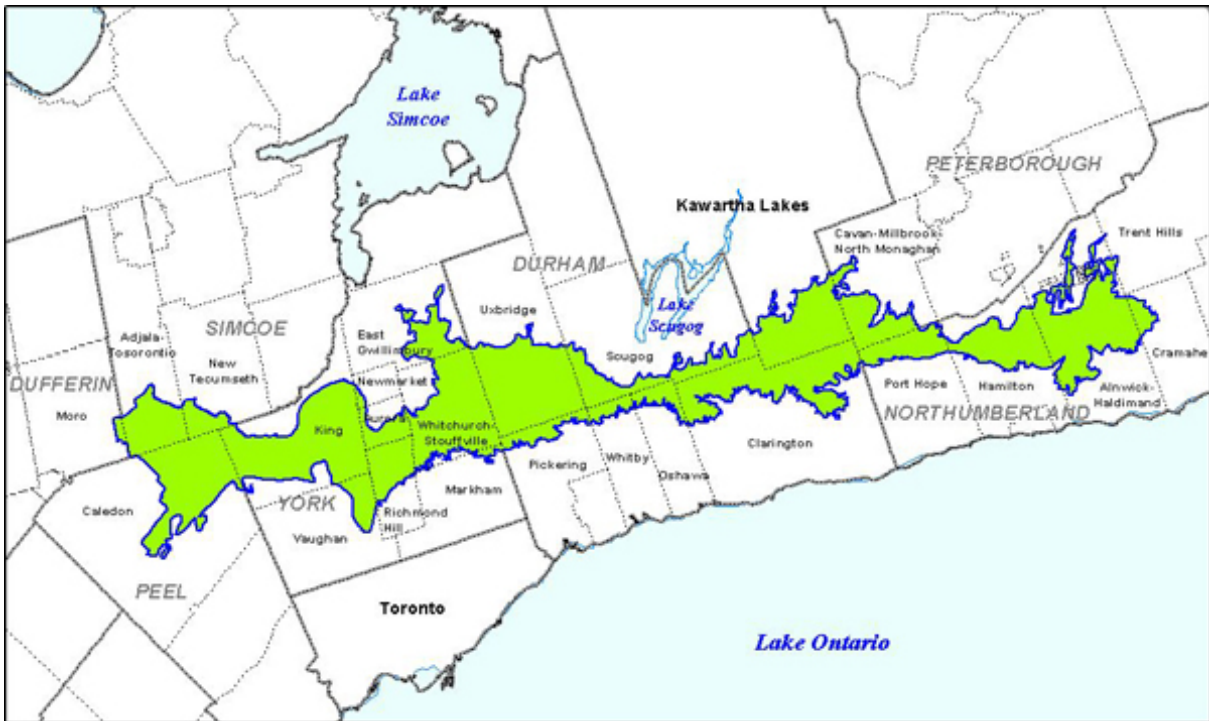 Lake
Simcoe
PETERBOROUGH
Kawartha Lakes
Cavan-Millbrook-
North Monaghan
Trent Hills
DURHAM
Uxbridge
Lake
Scugog
SIMCOE
Adjala-
Tosorontio
New
Tecumseth
East
Gwillimbury
Scugog
Cramahe
DUFFERIN
Newmarket
Moro
Port Hope
Hamilton
Alnwick-
Haldimand
NORTHUMBERLAND
King
Whitchurch-
Stouffville
Clarington
Pickering
Whitby
Oshawa
Markham
Caledon
YORK
Richmond
Hill
Vaughan
PEEL
Toronto
Lake Ontario